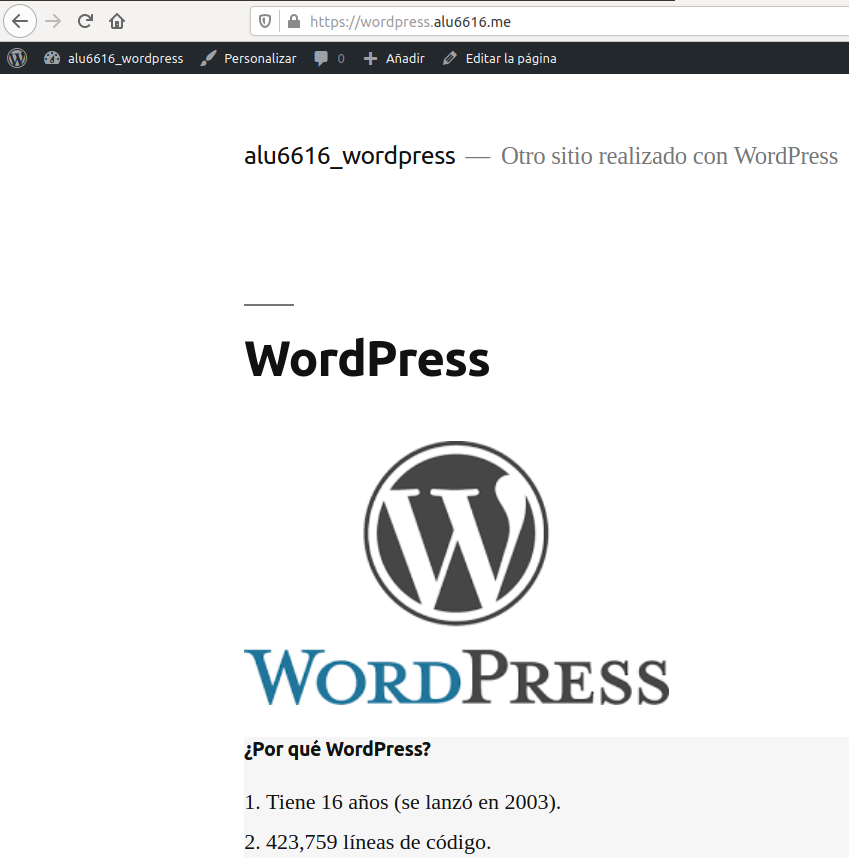 https://wordpress.alu6616.me
alu6616_wordpress Personalizar 0 Añadir Editar la página
alu6616_wordpress — Otro sitio realizado con WordPress
WordPress
W
WORDPRESS
¿Por qué WordPress?
1. Tiene 16 años (se lanzó en 2003).
2. 423,759 líneas de código.